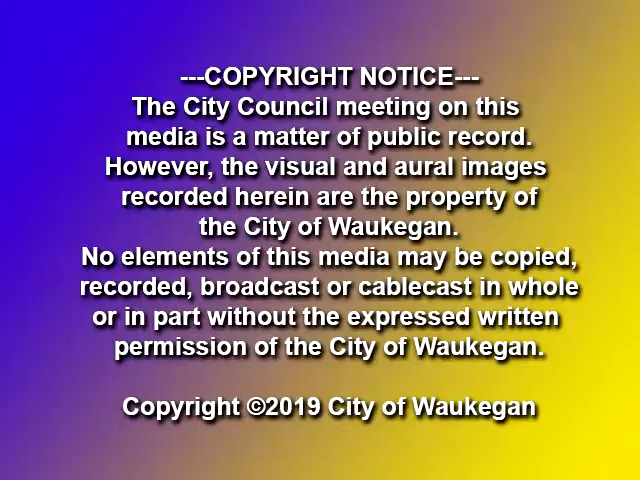 ---COPYRIGHT NOTICE---
The City Council meeting on this
media is a matter of public record.
However, the visual and aural images
recorded herein are the property of
the City of Waukegan.
No elements of this media may be copied,
recorded, broadcast or cablecast in whole
or in part without the expressed written
permission of the City of Waukegan.
Copyright ©2019 City of Waukegan